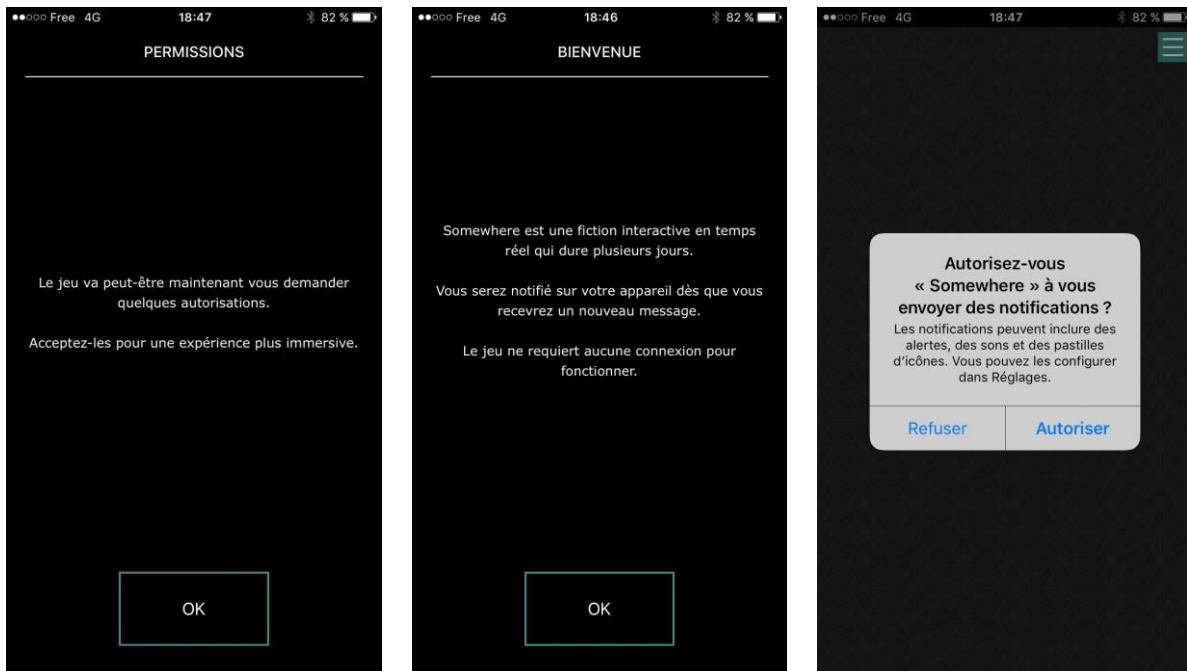 ●●○○○ Free 4G 18:47 82 %
PERMISSIONS
Le jeu va peut-être maintenant vous demander
quelques autorisations.
Acceptez-les pour une expérience plus immersive.
OK
●●○○○ Free 4G 18:46 82 %
BIENVENUE
Somewhere est une fiction interactive en temps
réel qui dure plusieurs jours.
Vous serez notifié sur votre appareil dès que vous
recevrez un nouveau message.
Le jeu ne requiert aucune connexion pour
fonctionner.
OK
●●○○○ Free 4G 18:47 82 %
Autorisez-vous
« Somewhere » à vous
envoyer des notifications ?
Les notifications peuvent inclure des
alertes, des sons et des pastilles
d’icônes. Vous pouvez les configurer
dans Réglages.
Refuser Autoriser